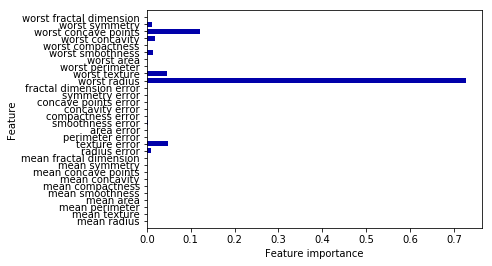 worst fractal dimension
worst symmetry
worst concave points
worst concavity
worst compactness
worst smoothness
worst area
worst perimeter
worst texture
worst radius
fractal dimension error
symmetry error
concave points error
concavity error
compactness error
smoothness error
area error
perimeter error
texture error
radius error
mean fractal dimension
mean symmetry
mean concave points
mean concavity
mean compactness
mean smoothness
mean area
mean perimeter
mean texture
mean radius
Feature
0.0 0.1 0.2 0.3 0.4 0.5 0.6 0.7
Feature importance